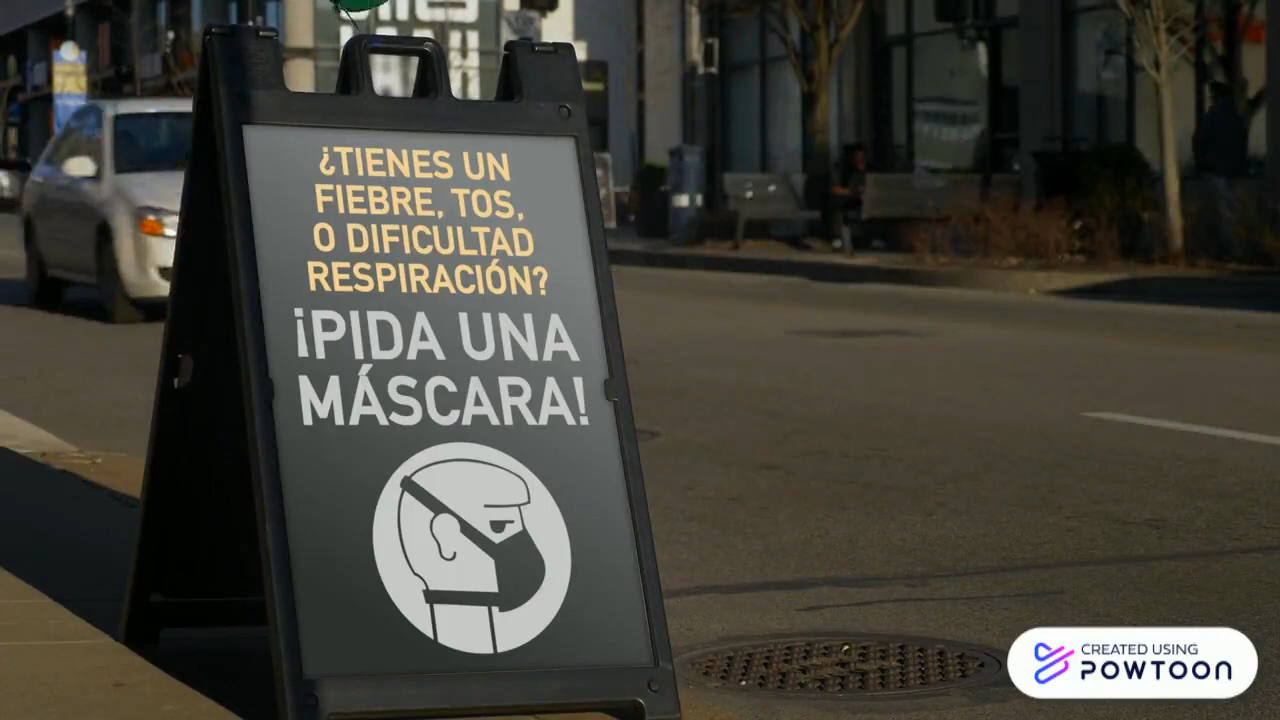 ¿TIENES UN
FIEBRE, TOS,
O DIFICULTAD
RESPIRACIÓN?
¡PIDA UNA
MÁSCARA!
CREATED USING
POWTOON